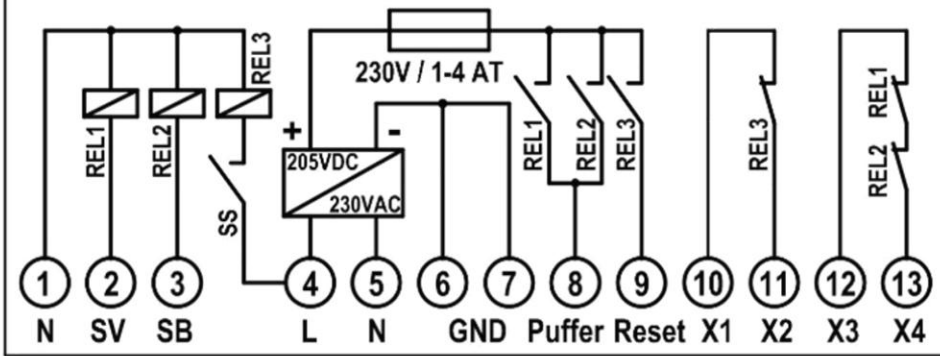 REL3
230V / 1-4 AT
REL1
REL2
+
-
205VDC
230VAC
SS
REL1
REL2
REL3
REL3
REL1
REL2
1 2 3 4 5 6 7 8 9 10 11 12 13
N SV SB L N GND Puffer Reset X1 X2 X3 X4